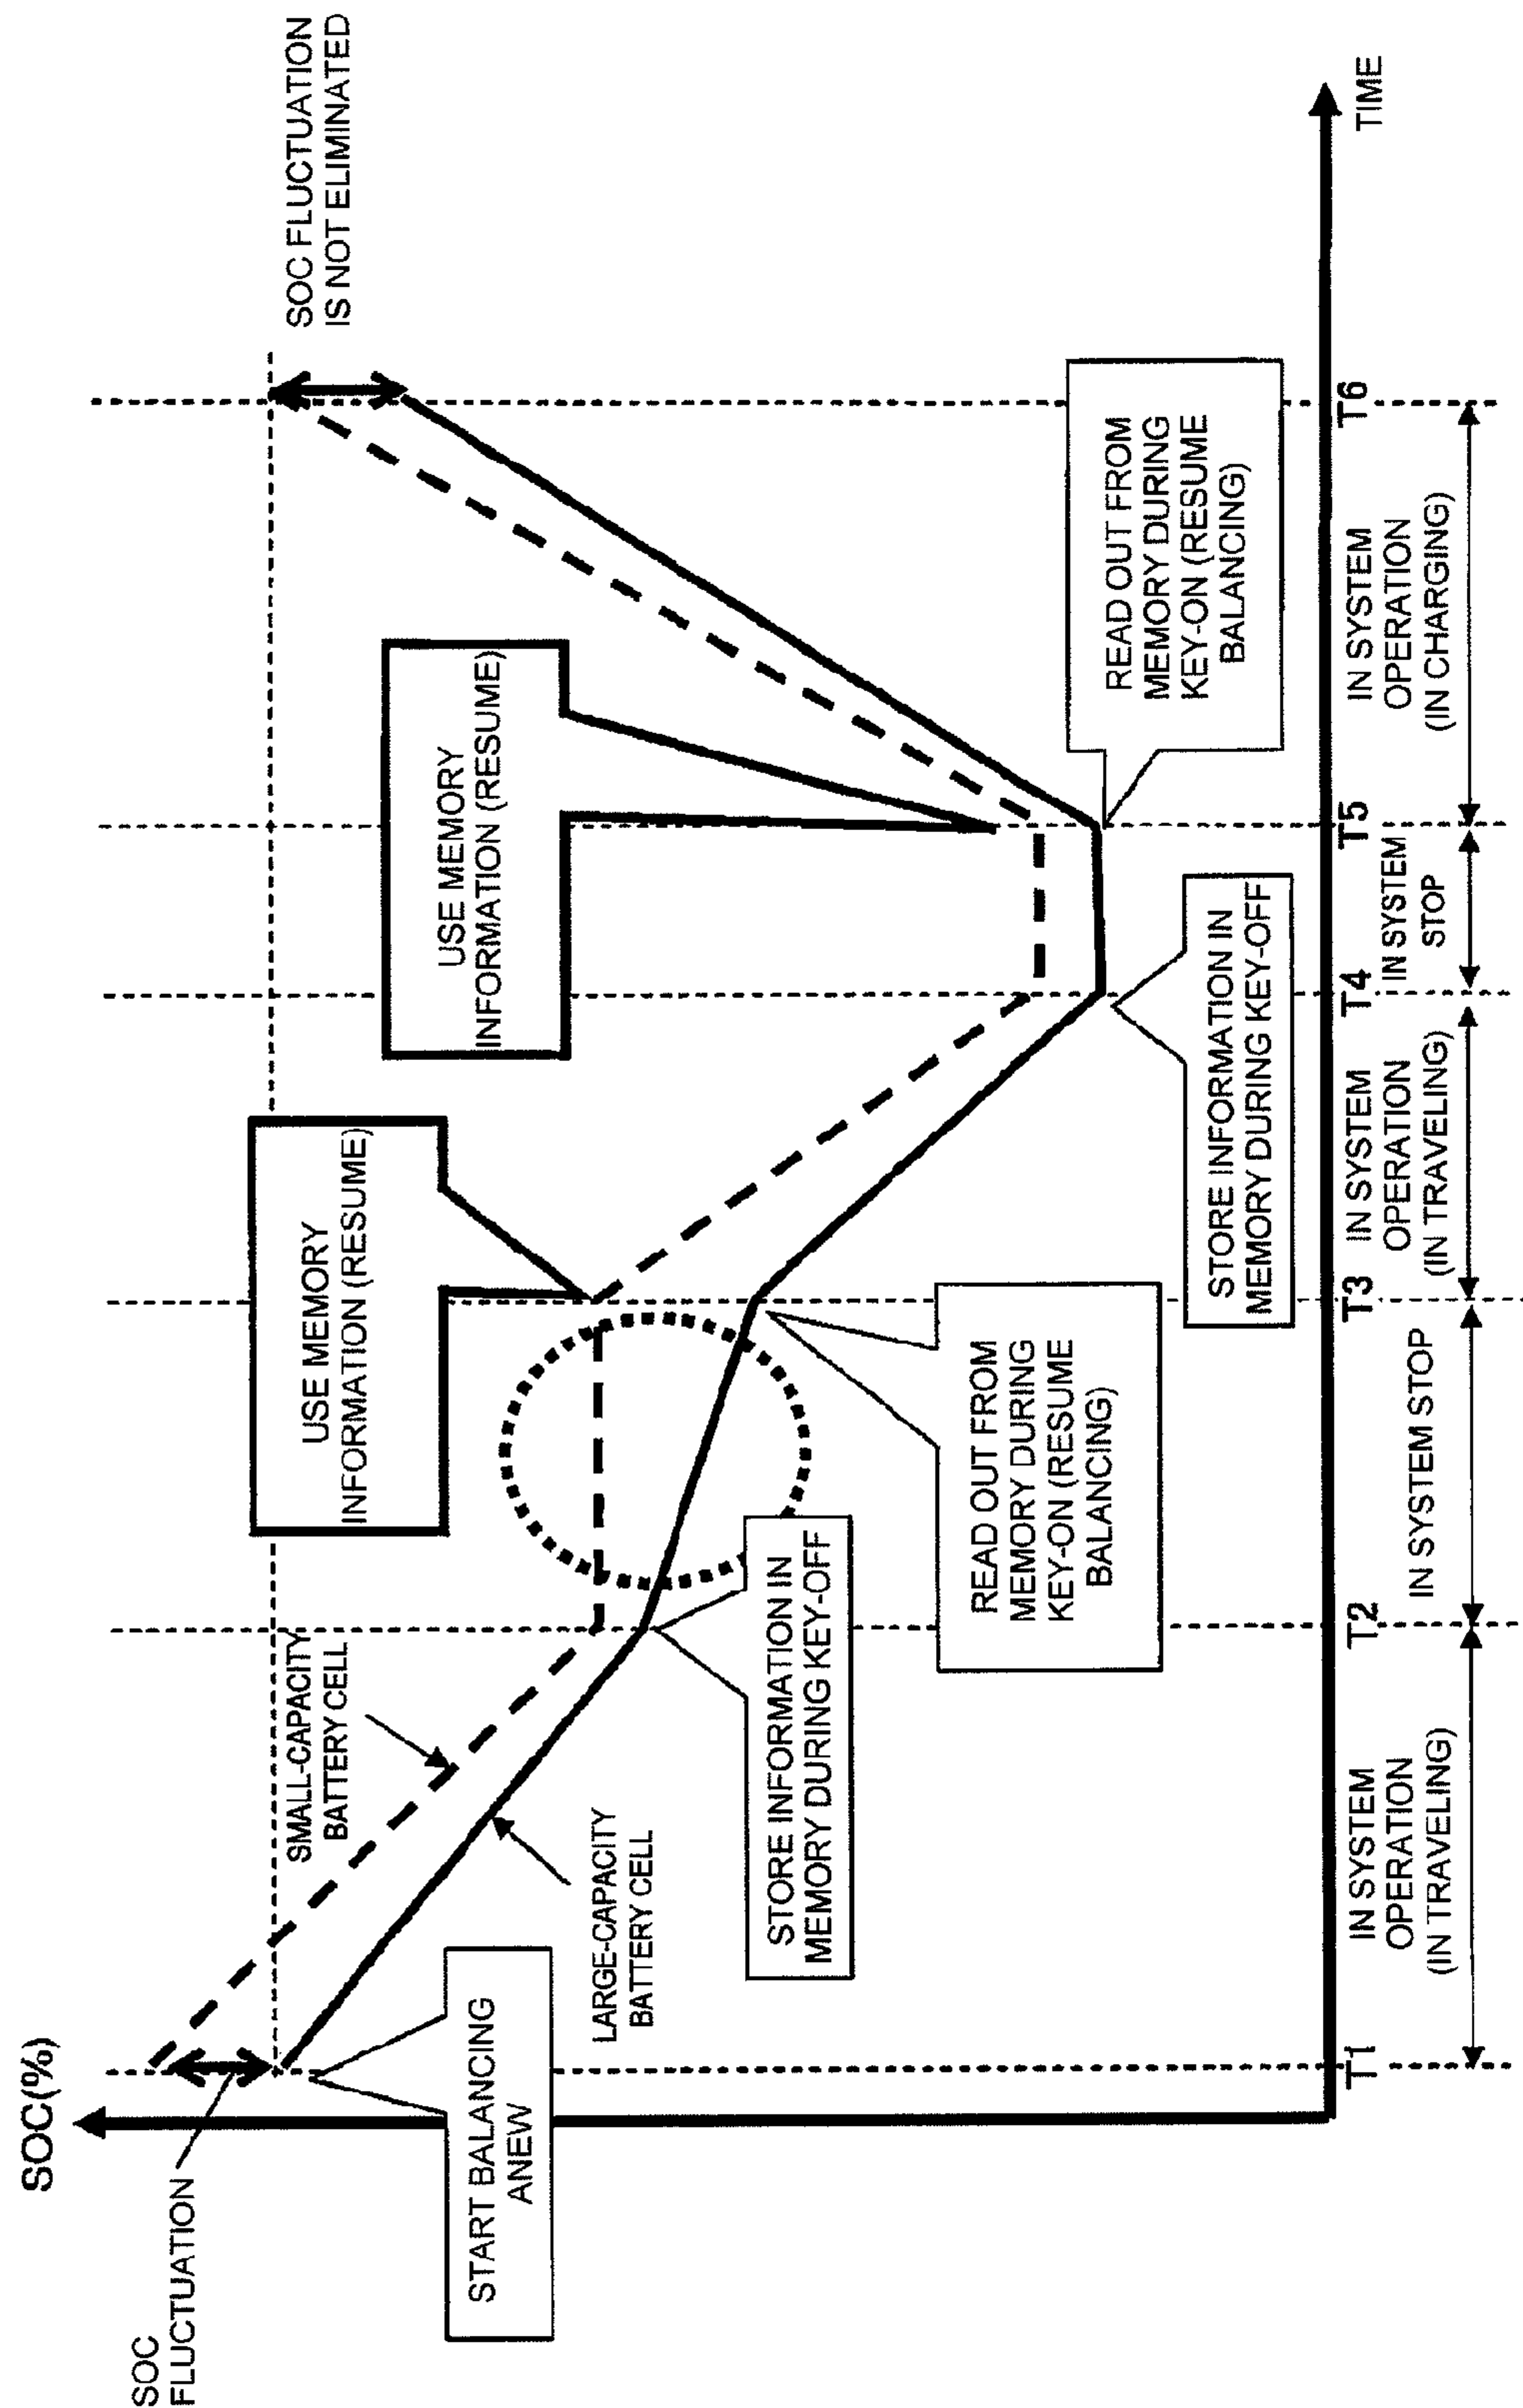 SOC(%)
SOC
FLUCTUATION
START BALANCING
ANEW
SMALL-CAPACITY
BATTERY CELL
LARGE-CAPACITY
BATTERY CELL
STORE INFORMATION IN
MEMORY DURING KEY-OFF
USE MEMORY
INFORMATION (RESUME)
READ OUT FROM
MEMORY DURING
KEY-ON (RESUME
BALANCING)
STORE INFORMATION IN
MEMORY DURING KEY-OFF
USE MEMORY
INFORMATION (RESUME)
READ OUT FROM
MEMORY DURING
KEY-ON (RESUME
BALANCING)
SOC FLUCTUATION
IS NOT ELIMINATED
TIME
T1
T2
T3
T4
T5
T6
IN SYSTEM
OPERATION
(IN TRAVELING)
IN SYSTEM STOP
IN SYSTEM
OPERATION
(IN TRAVELING)
IN SYSTEM
STOP
IN SYSTEM
OPERATION
(IN CHARGING)